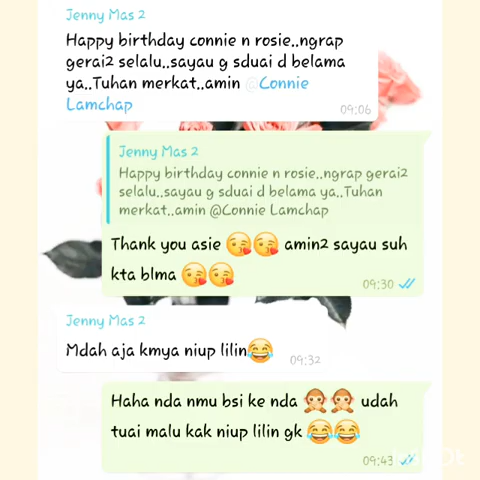 Jenny Mas 2
Happy birthday connie n rosie..ngrap
gerai2 selalu..sayau g sduai d belama
ya..Tuhan merkat..amin @Connie
Lamchap
09:06
Jenny Mas 2
Happy birthday connie n rosie..ngrap gerai2
selalu..sayau g sduai d belama ya..Tuhan
merkat..amin @Connie Lamchap
Thank you asie 😘😘 amin2 sayau suh
kta blma 😘😘
09:30
Jenny Mas 2
Mdah aja kmya niup lilin😂
09:32
Haha nda nmu bsi ke nda 🙊🙊 udah
tuai malu kak niup lilin gk 😂😂
09:43